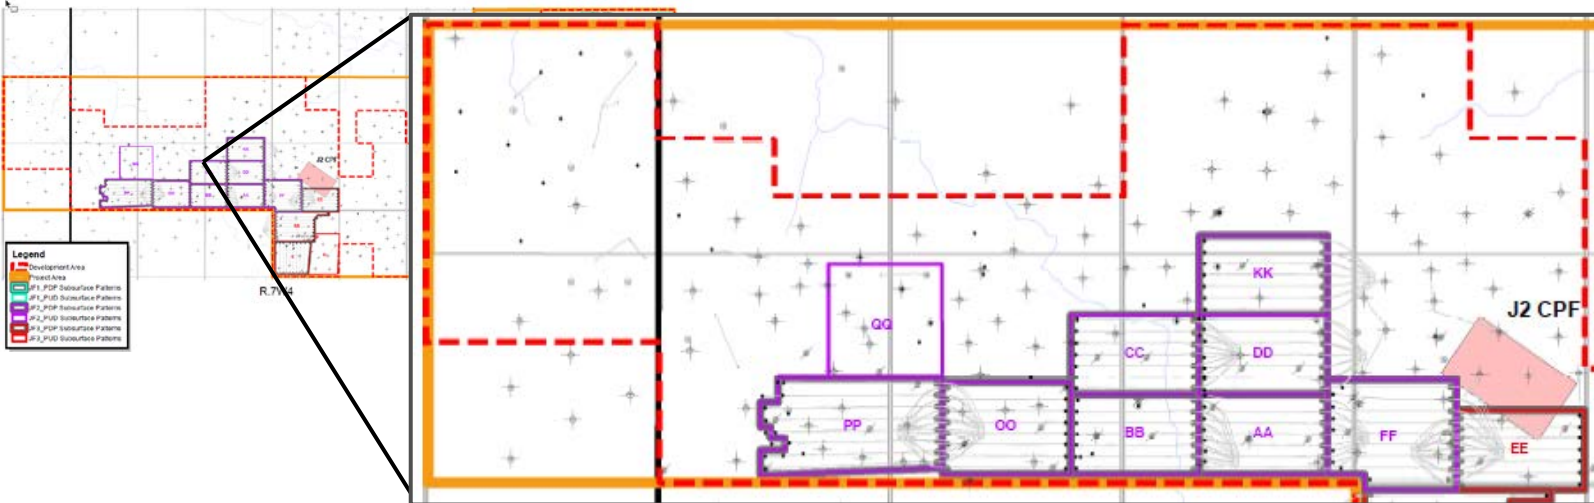 J2 CPF
Legend
Development Area
Project Area
JF1_PDP Subsurface Patterns
JF1_PUD Subsurface Patterns
JF2_PDP Subsurface Patterns
JF2_PUD Subsurface Patterns
JF3_PDP Subsurface Patterns
JF3_PUD Subsurface Patterns
KK
J2 CPF
QQ
CC
DD
PP
OO
BB
AA
FF
EE